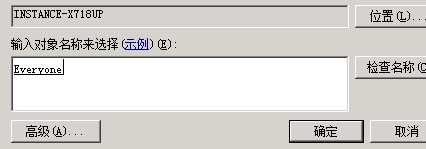 INSTANCE-X718UP
位置(L)...
输入对象名称来选择(示例)(E):
Everyone
检查名称(C
高级(A)...
确定
取消